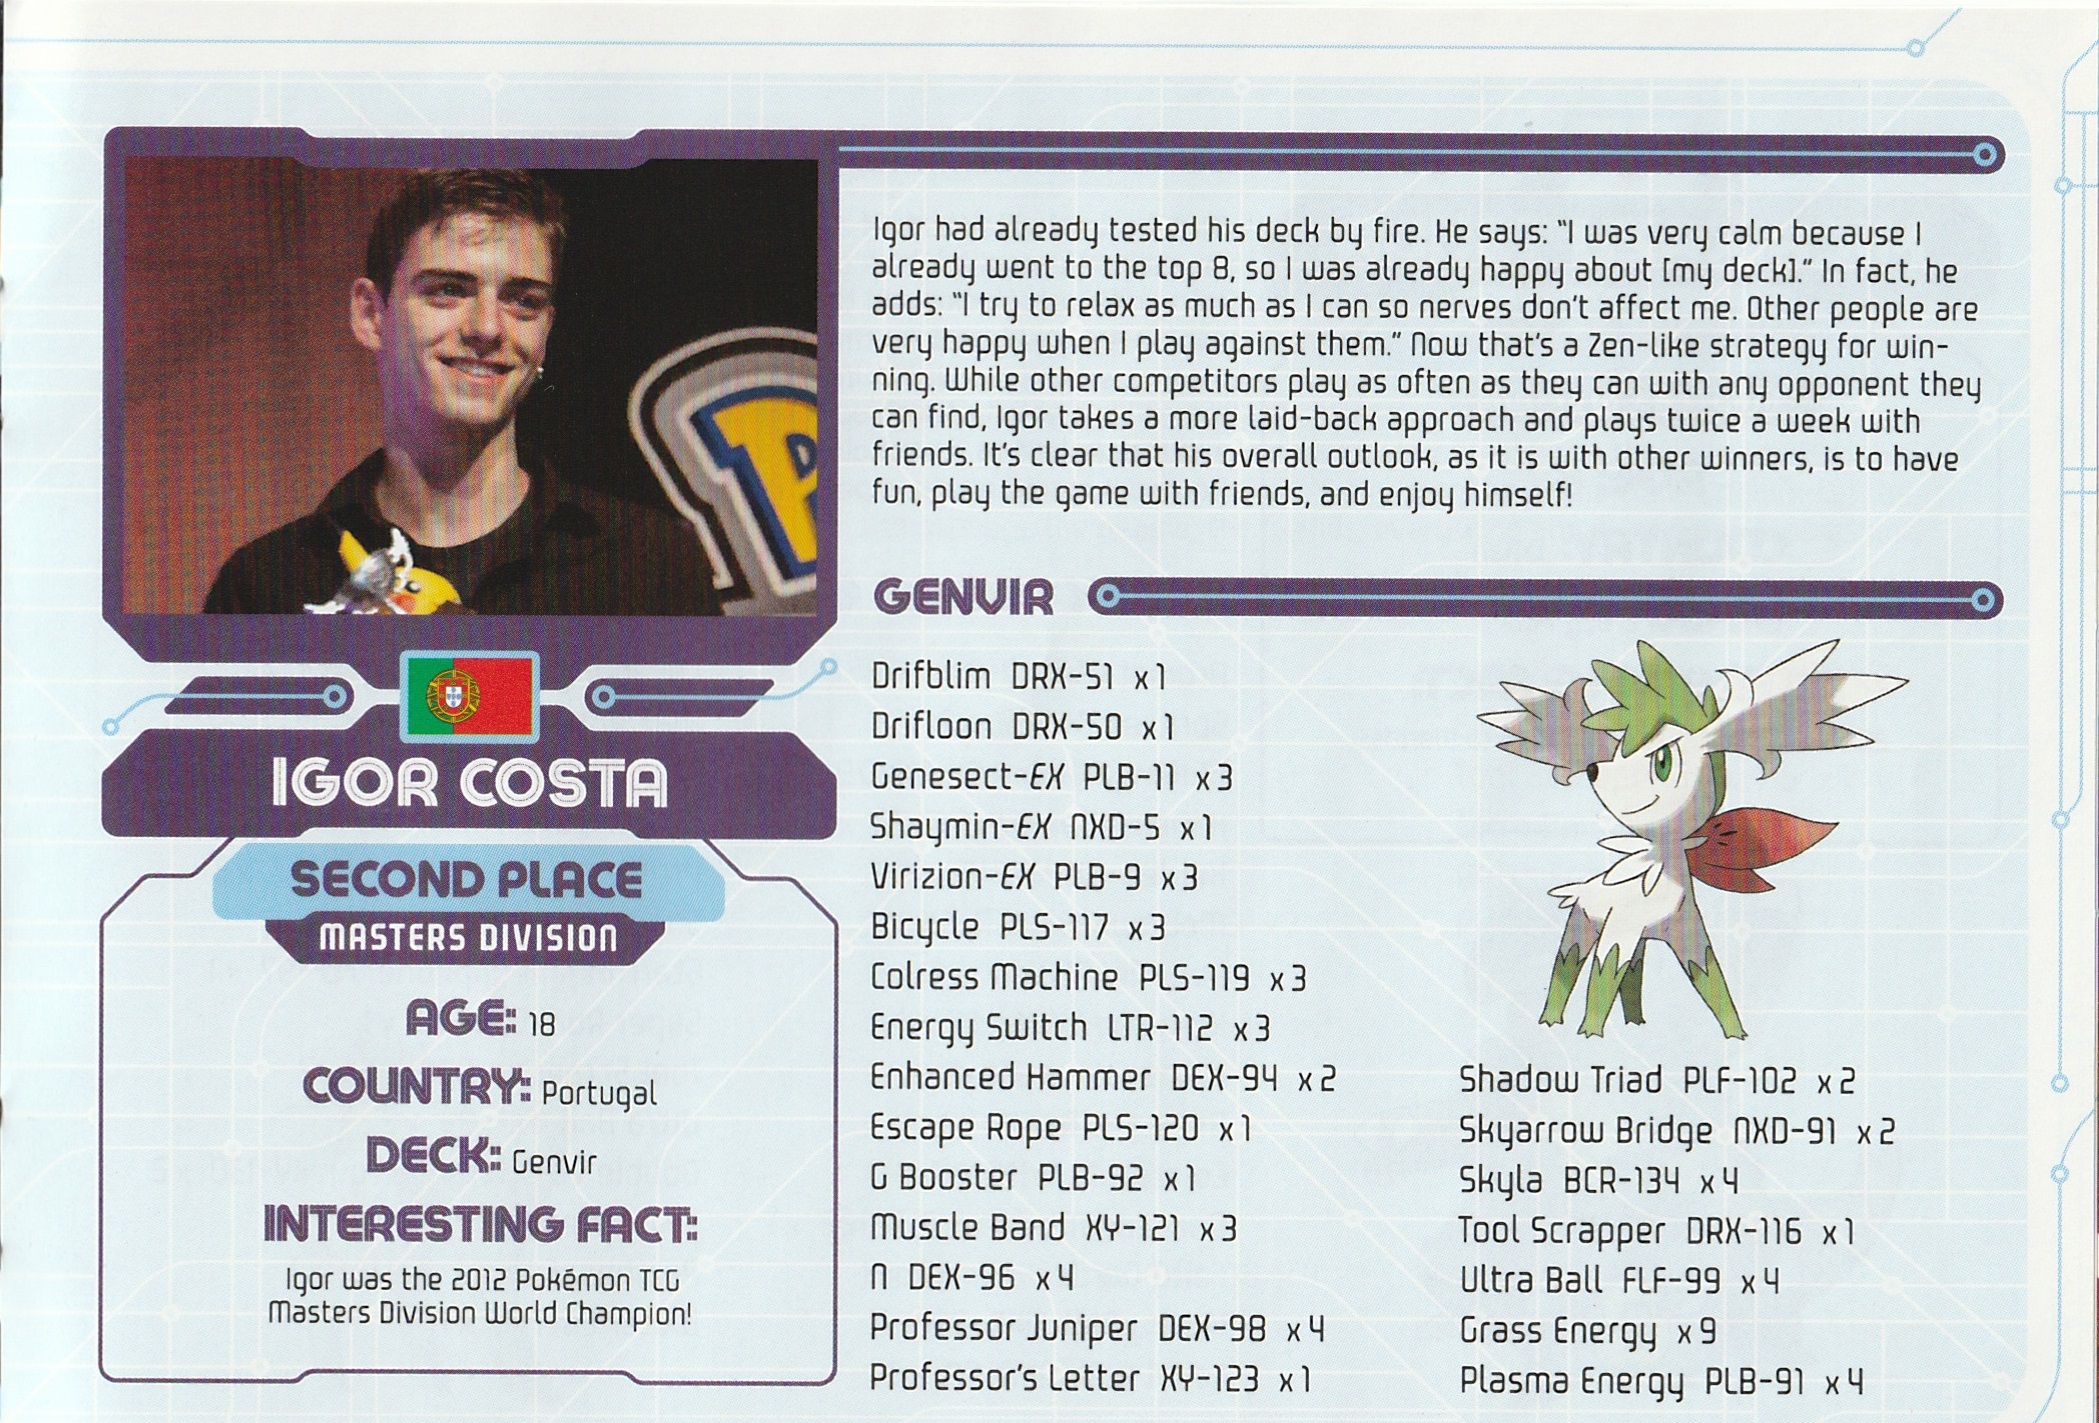 Igor had already tested his deck by fire. He says: “I was very calm because I
already went to the top 8, so I was already happy about [my deck].” In fact, he
adds: “I try to relax as much as I can so nerves don’t affect me. Other people are
very happy when I play against them.” Now that’s a Zen-like strategy for win-
ning. While other competitors play as often as they can with any opponent they
can find, Igor takes a more laid-back approach and plays twice a week with
friends. It’s clear that his overall outlook, as it is with other winners, is to have
fun, play the game with friends, and enjoy himself!
IGOR COSTA
SECOND PLACE
MASTERS DIVISION
AGE: 18
COUNTRY: Portugal
DECK: Genvir
INTERESTING FACT:
Igor was the 2012 Pokémon TCG
Masters Division World Champion!
GENVIR
Drifblim DRX-51 x1
Drifloon DRX-50 x1
Genesect-EX PLB-11 x3
Shaymin-EX NXD-5 x1
Virizion-EX PLB-9 x3
Bicycle PLS-117 x3
Colress Machine PLS-119 x3
Energy Switch LTR-112 x3
Enhanced Hammer DEX-94 x2
Escape Rope PLS-120 x1
G Booster PLB-92 x1
Muscle Band XY-121 x3
N DEX-96 x4
Professor Juniper DEX-98 x4
Professor’s Letter XY-123 x1
Shadow Triad PLF-102 x2
Skyarrow Bridge NXD-91 x2
Skyla BCR-134 x4
Tool Scrapper DRX-116 x1
Ultra Ball FLF-99 x4
Grass Energy x9
Plasma Energy PLB-91 x4